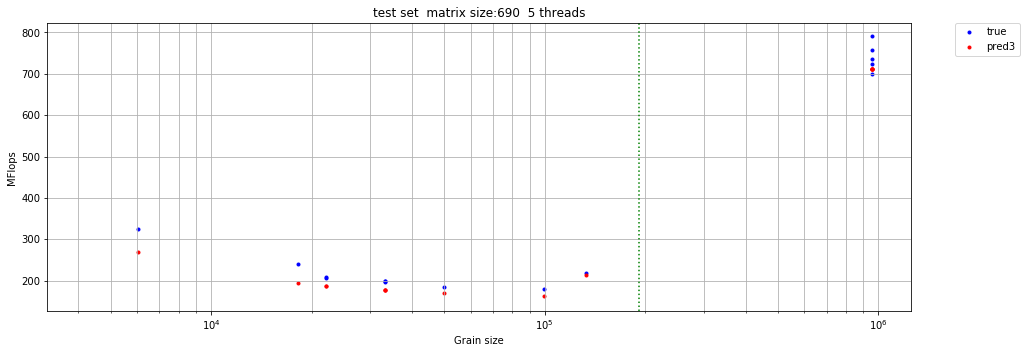 test set  matrix size:690  5 threads
true
pred3
MFlops
800
700
600
500
400
300
200
10⁴
10⁵
10⁶
Grain size